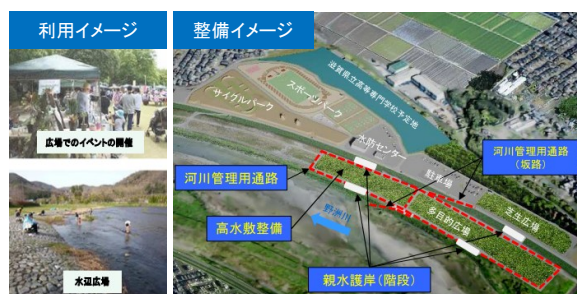 利用イメージ
広場でのイベントの開催
水辺広場
整備イメージ
滋賀県立高等専門学校予定地
スポーツパーク
サイクルパーク
水防センター
駐車場
河川管理用通路
(坂路)
河川管理用通路
高水敷整備
野洲川
多目的広場
芝生広場
親水護岸(階段)